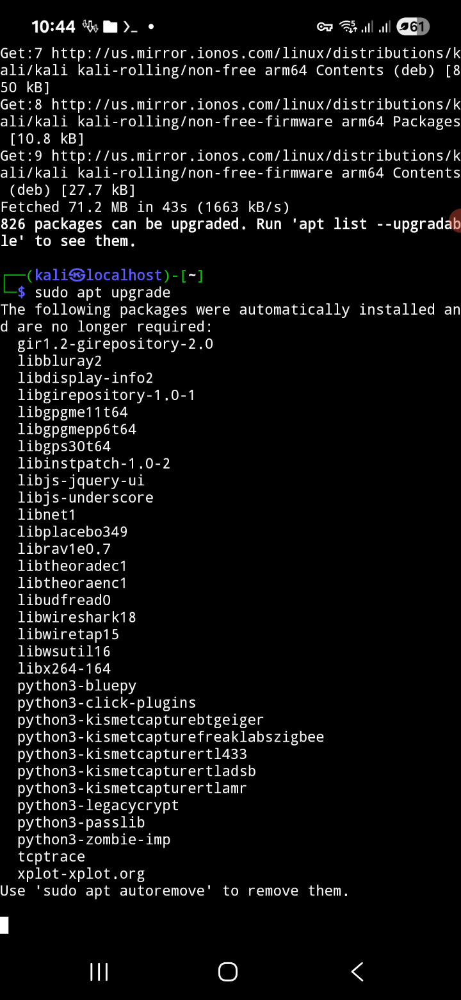 10:44
61
Get:7 http://us.mirror.ionos.com/linux/distributions/k
ali/kali kali-rolling/non-free arm64 Contents (deb) [8
50 kB]
Get:8 http://us.mirror.ionos.com/linux/distributions/k
ali/kali kali-rolling/non-free-firmware arm64 Packages
 [10.8 kB]
Get:9 http://us.mirror.ionos.com/linux/distributions/k
ali/kali kali-rolling/non-free-firmware arm64 Contents
 (deb) [27.7 kB]
Fetched 71.2 MB in 43s (1663 kB/s)
826 packages can be upgraded. Run 'apt list --upgradab
le' to see them.
┌──(kali㉿localhost)-[~]
└─$ sudo apt upgrade
The following packages were automatically installed an
d are no longer required:
  gir1.2-girepository-2.0
  libbluray2
  libdisplay-info2
  libgirepository-1.0-1
  libgpgme11t64
  libgpgmepp6t64
  libgps30t64
  libinstpatch-1.0-2
  libjs-jquery-ui
  libjs-underscore
  libnet1
  libplacebo349
  librav1e0.7
  libtheoradec1
  libtheoraenc1
  libudfread0
  libwireshark18
  libwiretap15
  libwsutil16
  libx264-164
  python3-bluepy
  python3-click-plugins
  python3-kismetcapturebtgeiger
  python3-kismetcapturefreaklabszigbee
  python3-kismetcapturertl433
  python3-kismetcapturertladsb
  python3-kismetcapturertlamr
  python3-legacycrypt
  python3-passlib
  python3-zombie-imp
  tcptrace
  xplot-xplot.org
Use 'sudo apt autoremove' to remove them.